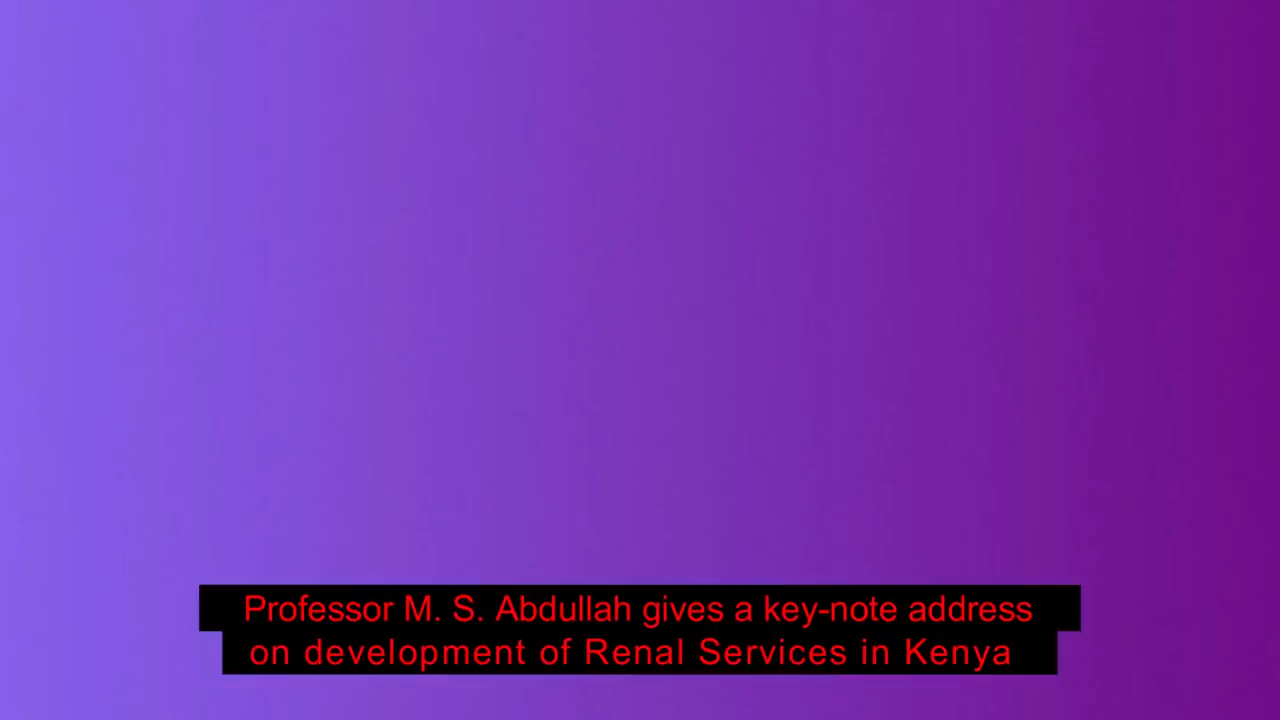 Professor M. S. Abdullah gives a key-note address
on development of Renal Services in Kenya